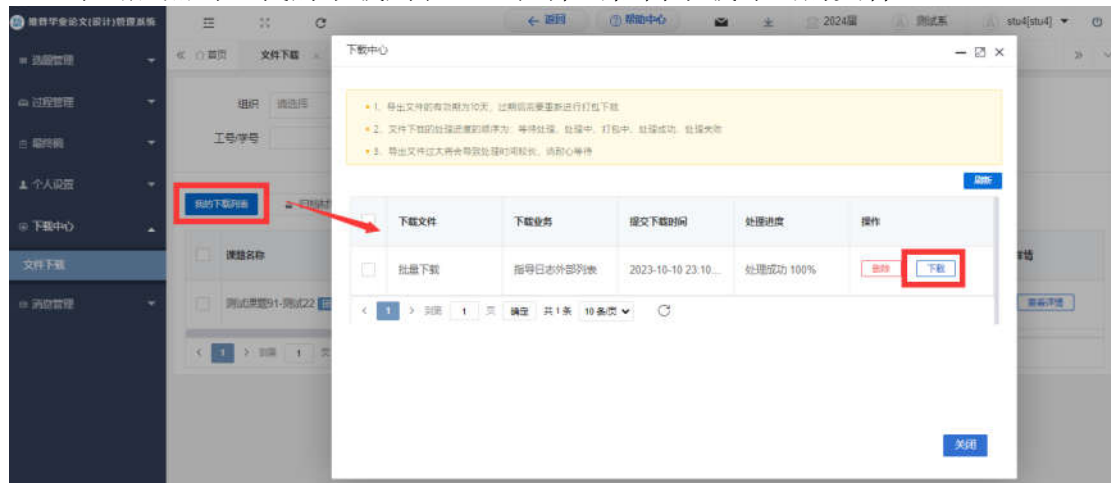 维普毕业论文(设计)管理系统
返回
帮助中心
2024届
测试系
stu4[stu4]
选题管理
首页
文件下载
下载中心
过程管理
组织
请选择
1、导出文件的有效期为10天，过期后需要重新进行打包下载
工号/学号
2、文件下载的处理进度的顺序为：等待处理、处理中、打包中、处理成功、处理失败
最终稿
3、导出文件过大将会导致处理时间较长，请耐心等待
刷新
个人设置
我的下载列表
下载中心
下载文件
下载业务
提交下载时间
处理进度
操作
课题名称
文件下载
批量下载
指导日志外部列表
2023-10-10 23:10...
处理成功 100%
删除
下载
消息管理
测试课题91-测试22
查看详情
1
到第
1
页
确定
共1条
10 条/页
1
到第
1
页
关闭